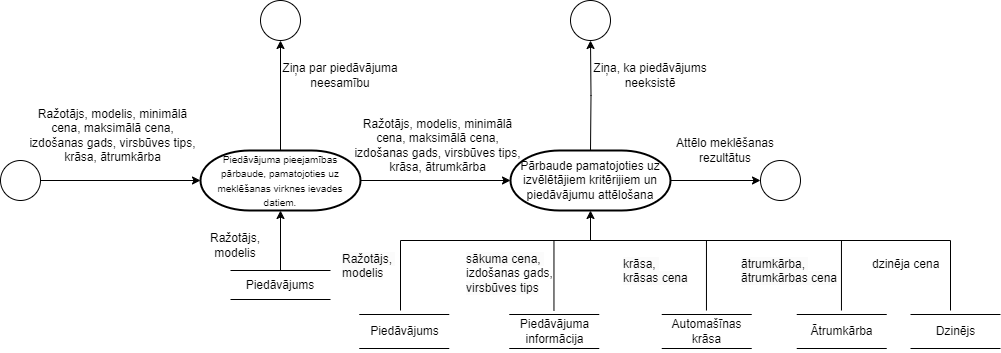 Ziņa par piedāvājuma
neesamību
Ziņa, ka piedāvājums
neeksistē
Ražotājs, modelis, minimālā
cena, maksimālā cena,
izdošanas gads, virsbūves tips,
krāsa, ātrumkārba
Piedāvājuma pieejamības
pārbaude, pamatojoties uz
meklēšanas virknes ievades
datiem.
Ražotājs, modelis, minimālā
cena, maksimālā cena,
izdošanas gads, virsbūves tips,
krāsa, ātrumkārba
Pārbaude pamatojoties uz
izvēlētājiem kritērijiem un
piedāvājumu attēlošana
Attēlo meklēšanas
rezultātus
Ražotājs,
modelis
Piedāvājums
Ražotājs,
modelis
sākuma cena,
izdošanas gads,
virsbūves tips
krāsa,
krāsas cena
ātrumkārba,
ātrumkārbas cena
dzinēja cena
Piedāvājums
Piedāvājuma
informācija
Automašīnas
krāsa
Ātrumkārba
Dzinējs